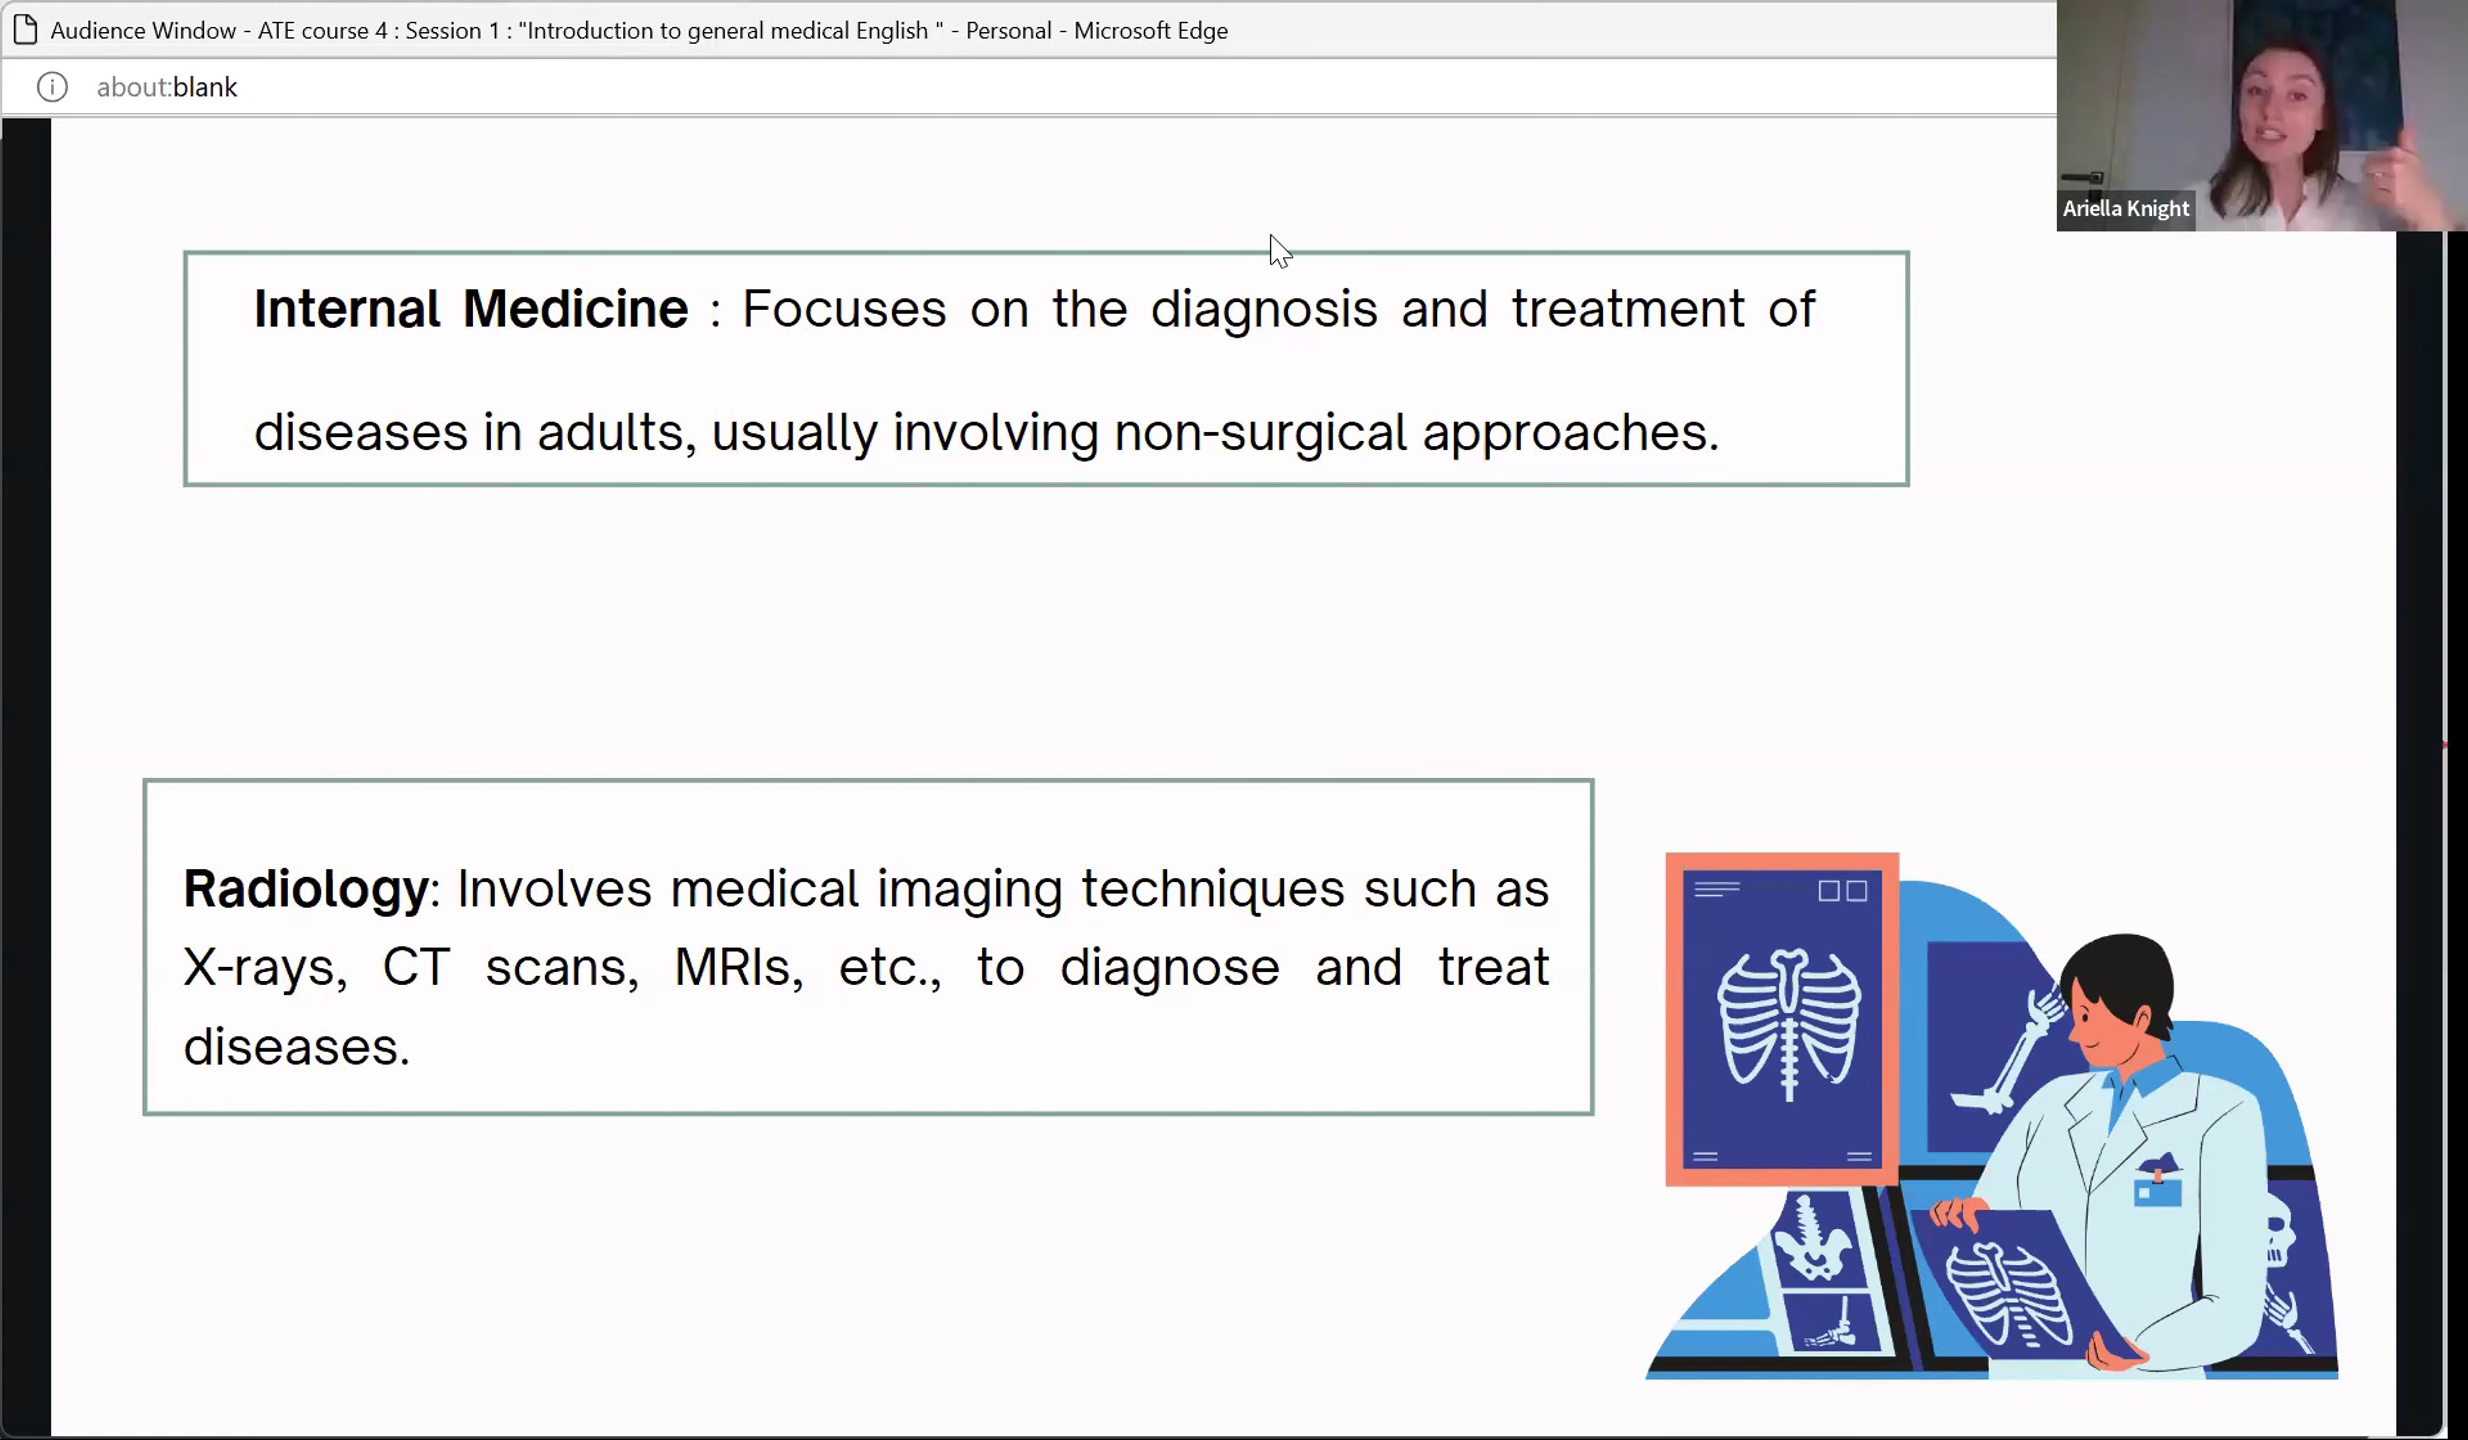 Audience Window - ATE course 4 : Session 1 : "Introduction to general medical English " - Personal - Microsoft Edge
about:blank
Ariella Knight
Internal Medicine : Focuses on the diagnosis and treatment of
diseases in adults, usually involving non-surgical approaches.
Radiology: Involves medical imaging techniques such as
X-rays, CT scans, MRIs, etc., to diagnose and treat
diseases.